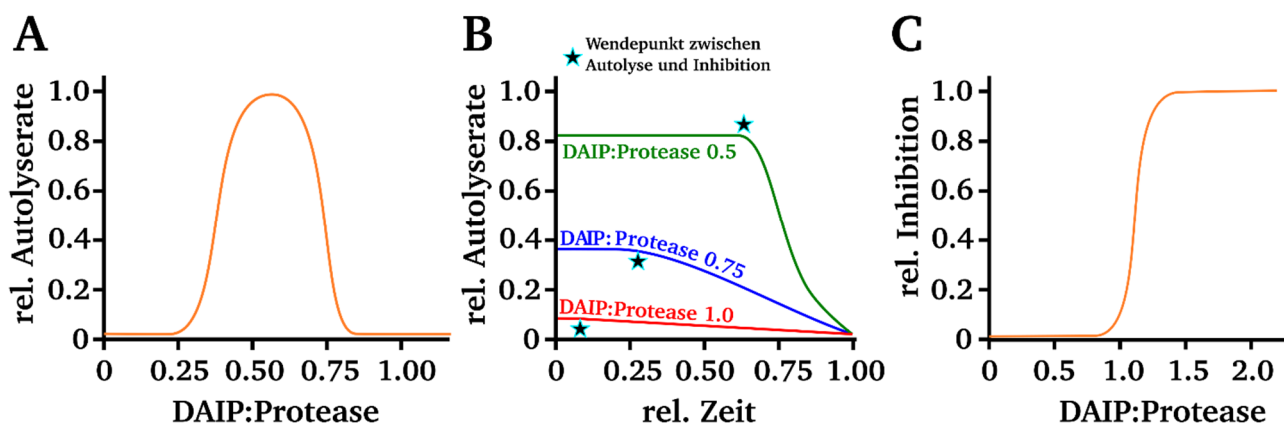 A
rel. Autolyserate
1.0
0.8
0.6
0.4
0.2
0
0
0.25
0.50
0.75
1.00
DAIP:Protease
B
Wendepunkt zwischen
Autolyse und Inhibition
rel. Autolyserate
1.0
0.8
0.6
0.4
0.2
0
DAIP:Protease 0.5
DAIP:Protease 0.75
DAIP:Protease 1.0
0
0.25
0.50
0.75
1.00
rel. Zeit
C
rel. Inhibition
1.0
0.8
0.6
0.4
0.2
0
0
0.5
1.0
1.5
2.0
DAIP:Protease